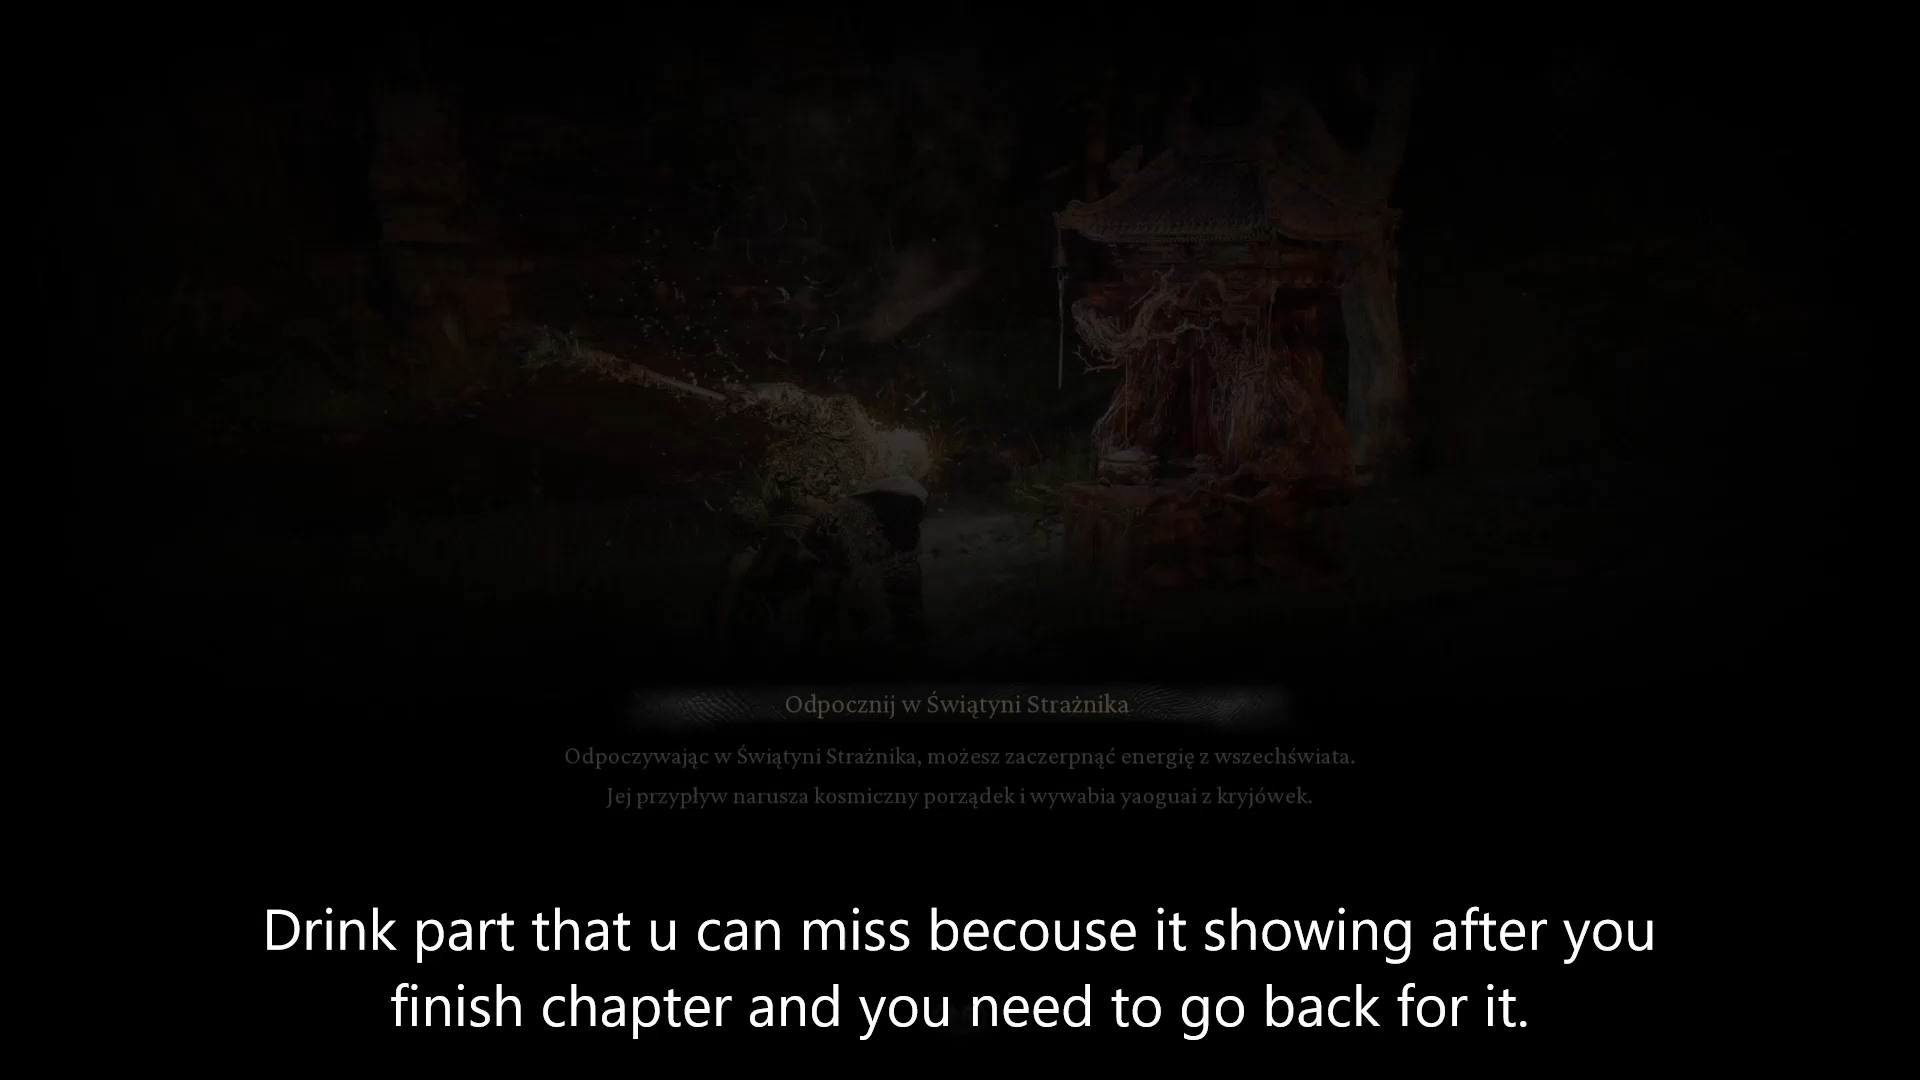 Odpocznij w Świątyni Strażnika
Odpoczywając w Świątyni Strażnika, możesz zaczerpnąć energię z wszechświata.
Jej przypływ narusza kosmiczny porządek i wywabia yaoguai z kryjówek.
Drink part that u can miss becouse it showing after you
finish chapter and you need to go back for it.